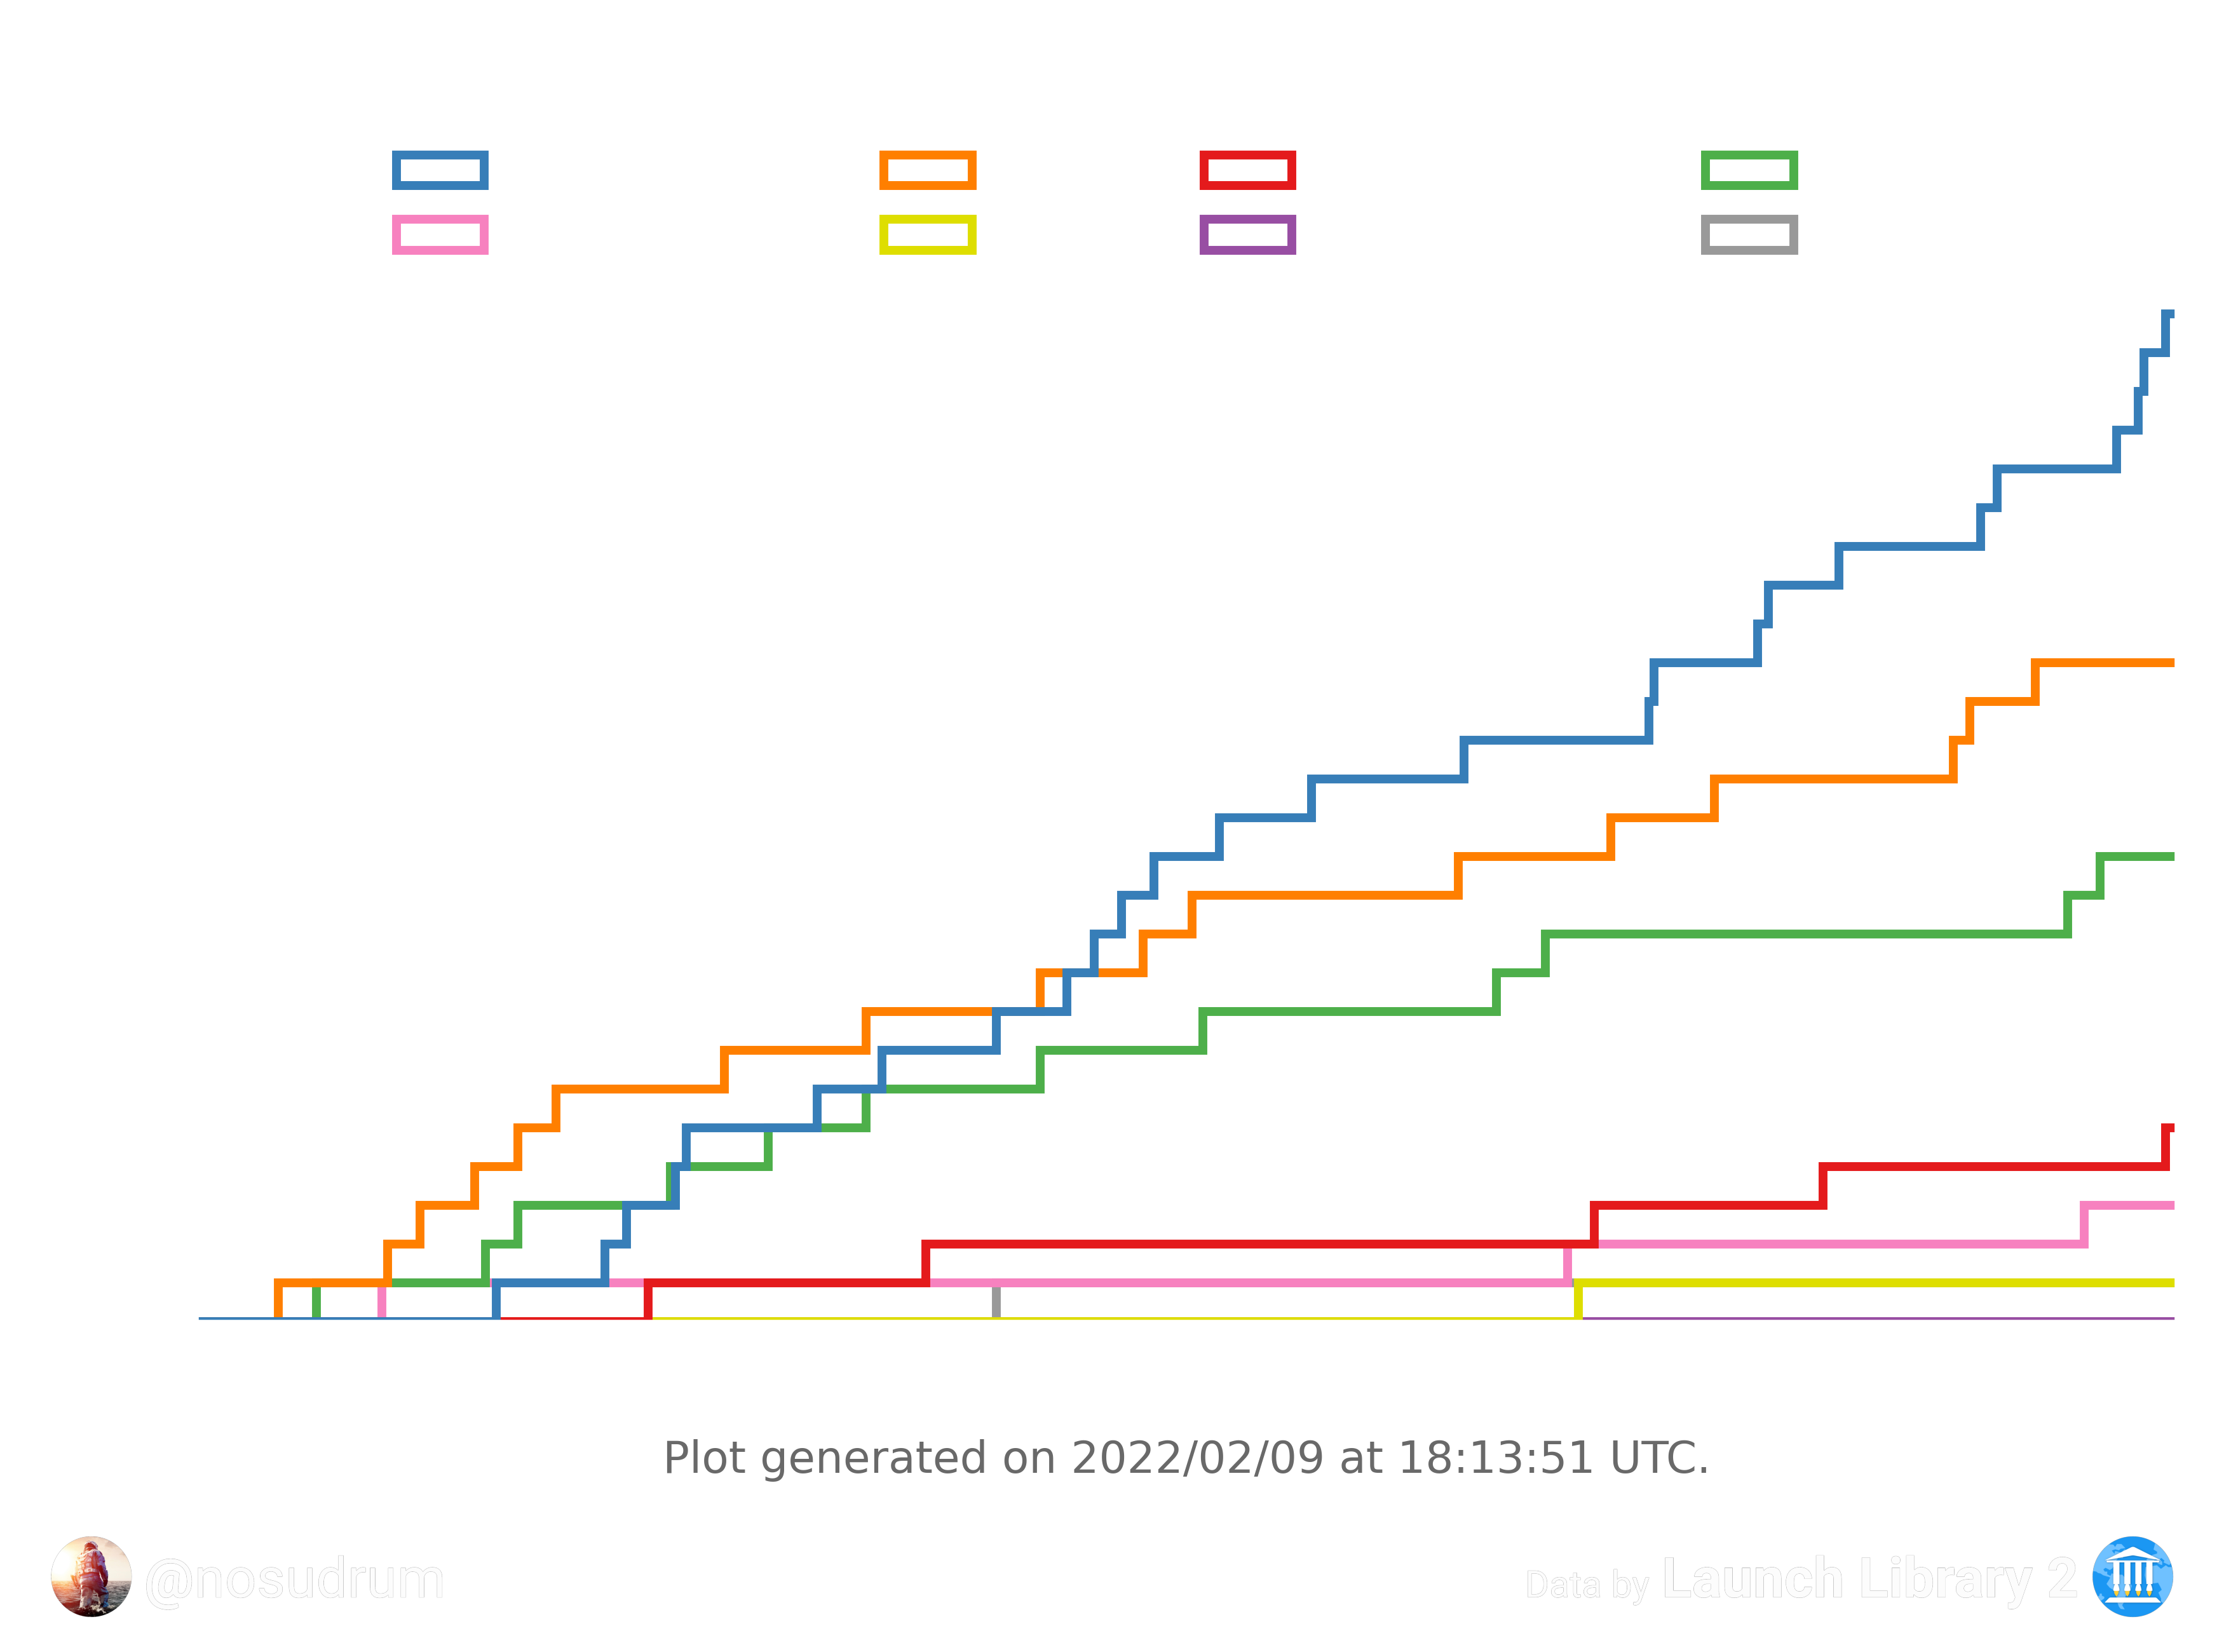 Plot generated on 2022/02/09 at 18:13:51 UTC.
@nosudrum
Data by Launch Library 2